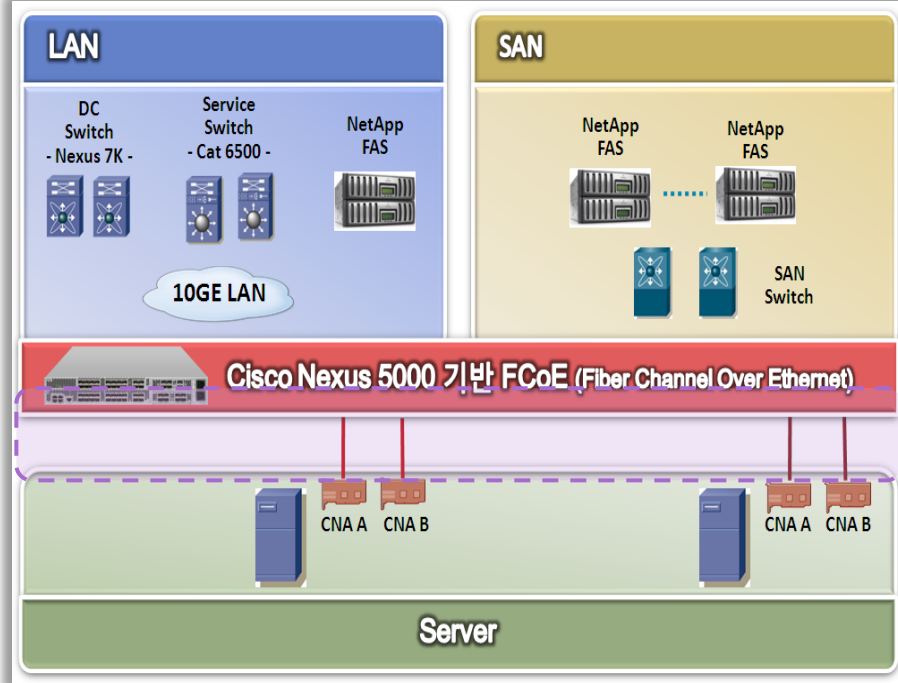 LAN
SAN
DC
Switch
- Nexus 7K -
Service
Switch
- Cat 6500 -
NetApp
FAS
NetApp
FAS
NetApp
FAS
10GE LAN
SAN
Switch
Cisco Nexus 5000 기반 FCoE (Fiber Channel Over Ethernet)
CNA A
CNA B
CNA A
CNA B
Server